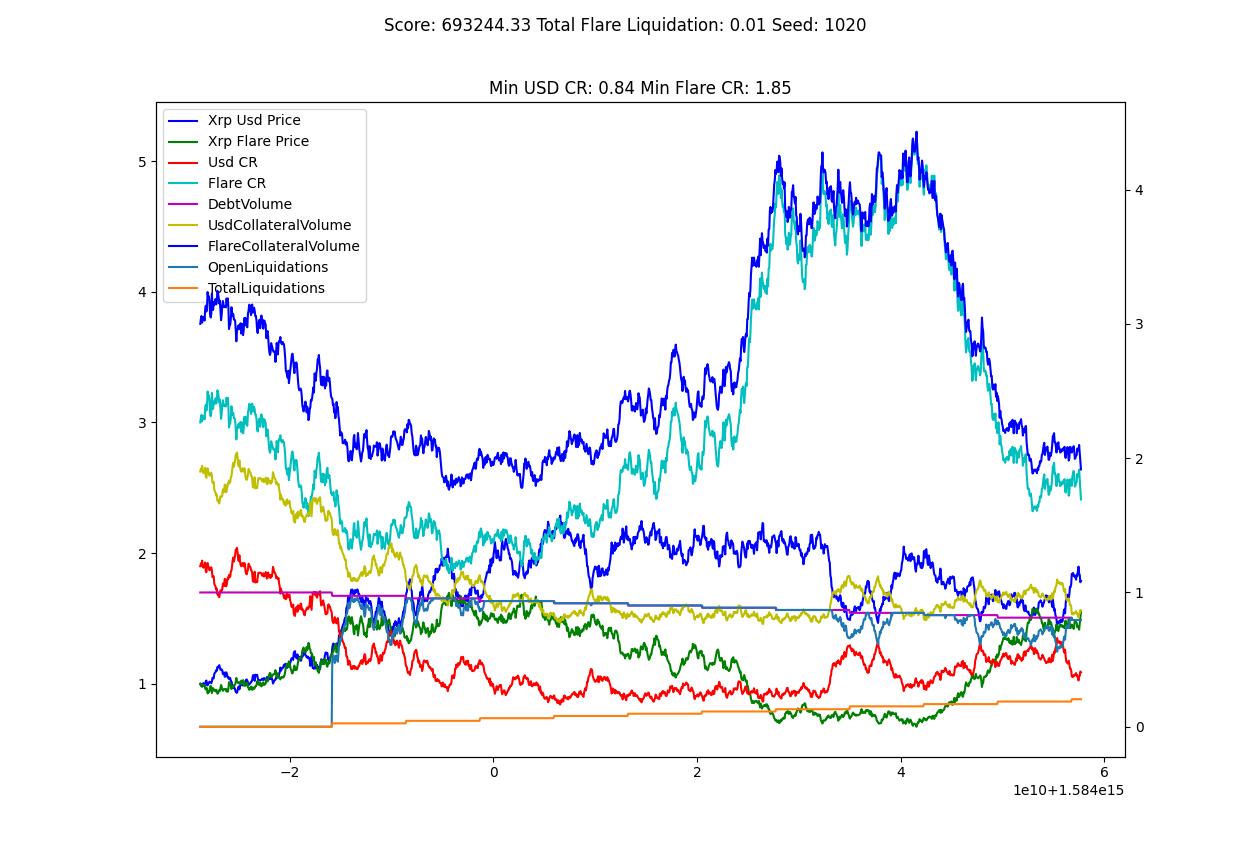 Score: 693244.33 Total Flare Liquidation: 0.01 Seed: 1020
Min USD CR: 0.84 Min Flare CR: 1.85
Xrp Usd Price
Xrp Flare Price
Usd CR
Flare CR
DebtVolume
UsdCollateralVolume
FlareCollateralVolume
OpenLiquidations
TotalLiquidations
5
4
3
2
1
4
3
2
1
0
−2
0
2
4
6
1e10+1.584e15